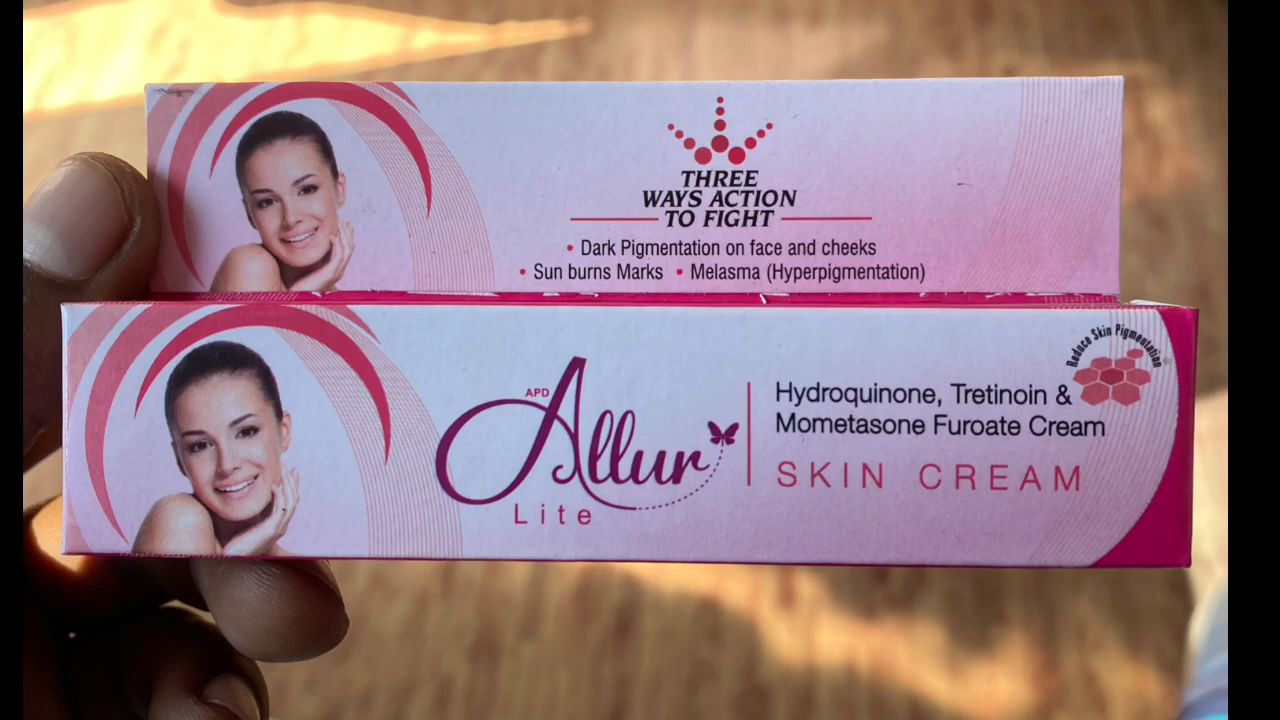 THREE
WAYS ACTION
TO FIGHT
• Dark Pigmentation on face and cheeks
• Sun burns Marks • Melasma (Hyperpigmentation)
Reduce Skin Pigmentation
APD
Allur
Lite
Hydroquinone, Tretinoin &
Mometasone Furoate Cream
SKIN CREAM